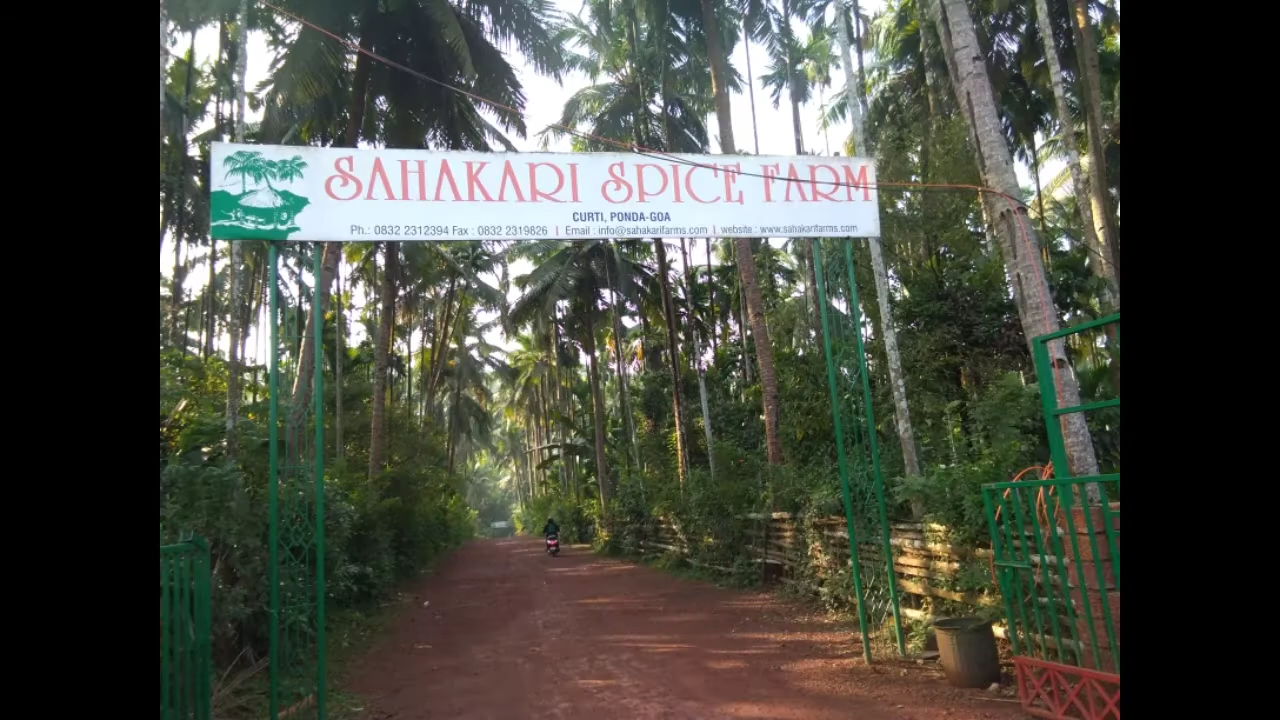 SAHAKARI SPICE FARM
CURTI, PONDA-GOA
Ph.: 0832 2312394 Fax : 0832 2319826 | Email : info@sahakarifarms.com | website : www.sahakarifarms.com